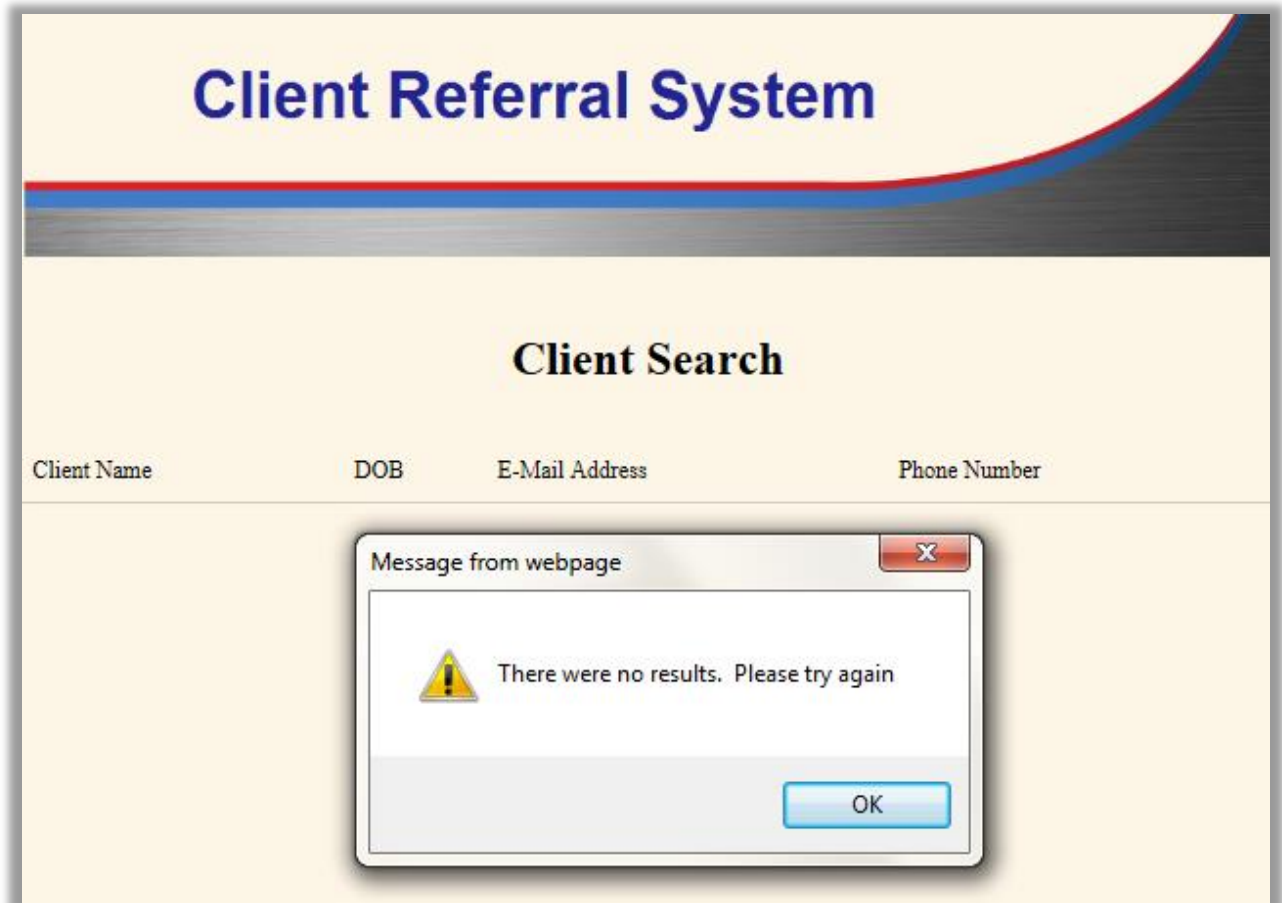 Client Referral System
Client Search
Client Name DOB E-Mail Address Phone Number
Message from webpage
There were no results.  Please try again
OK